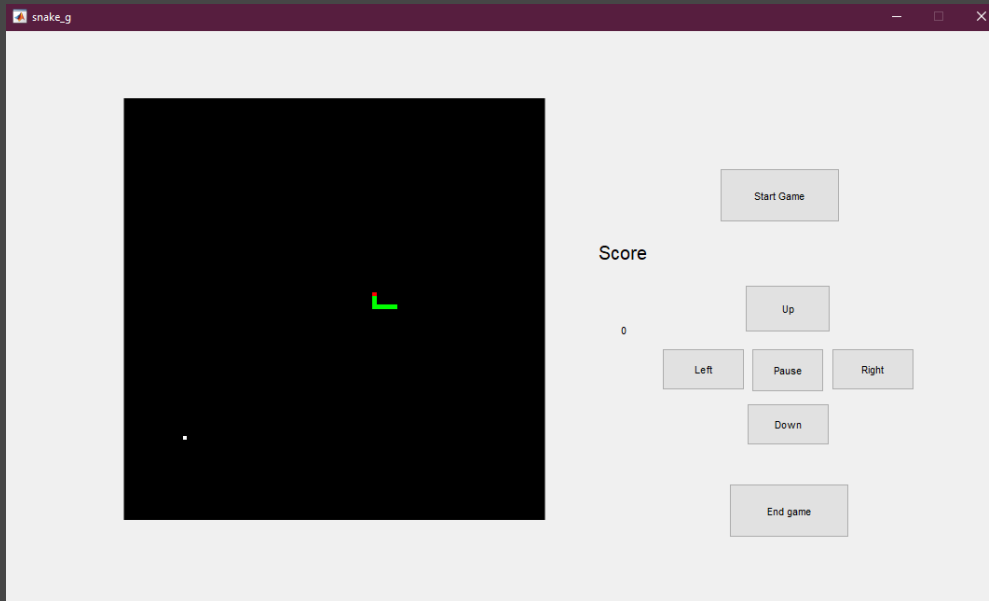 snake_g
Start Game
Score
Up
0
Left
Pause
Right
Down
End game